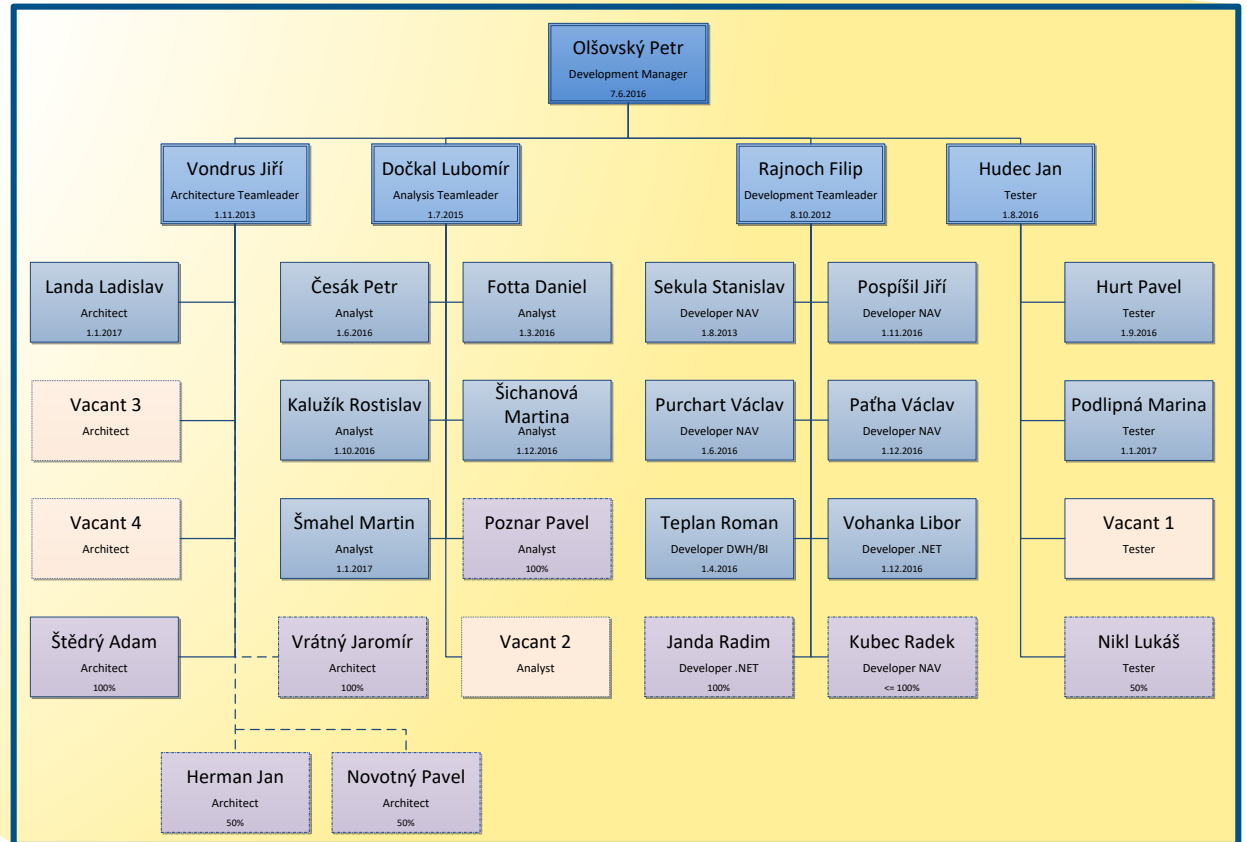 Olšovský Petr
Development Manager
7.6.2016
Vondrus Jiří
Architecture Teamleader
1.11.2013
Dočkal Lubomír
Analysis Teamleader
1.7.2015
Rajnoch Filip
Development Teamleader
8.10.2012
Hudec Jan
Tester
1.8.2016
Landa Ladislav
Architect
1.1.2017
Česák Petr
Analyst
1.6.2016
Fotta Daniel
Analyst
1.3.2016
Sekula Stanislav
Developer NAV
1.8.2013
Pospíšil Jiří
Developer NAV
1.11.2016
Hurt Pavel
Tester
1.9.2016
Vacant 3
Architect
Kalužík Rostislav
Analyst
1.10.2016
Šichanová
Martina
Analyst
1.12.2016
Purchart Václav
Developer NAV
1.6.2016
Paťha Václav
Developer NAV
1.12.2016
Podlipná Marina
Tester
1.1.2017
Vacant 4
Architect
Šmahel Martin
Analyst
1.1.2017
Poznar Pavel
Analyst
100%
Teplan Roman
Developer DWH/BI
1.4.2016
Vohanka Libor
Developer .NET
1.12.2016
Vacant 1
Tester
Štědrý Adam
Architect
100%
Vrátný Jaromír
Architect
100%
Vacant 2
Analyst
Janda Radim
Developer .NET
100%
Kubec Radek
Developer NAV
<= 100%
Nikl Lukáš
Tester
50%
Herman Jan
Architect
50%
Novotný Pavel
Architect
50%